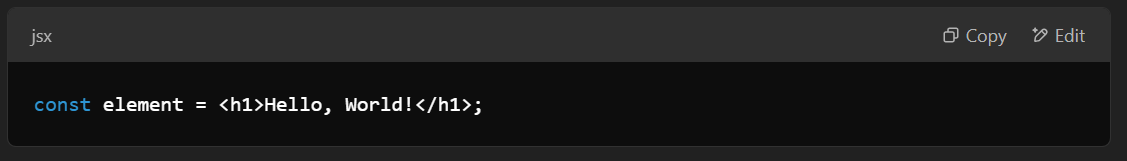 jsx Copy Edit
const element = <h1>Hello, World!</h1>;